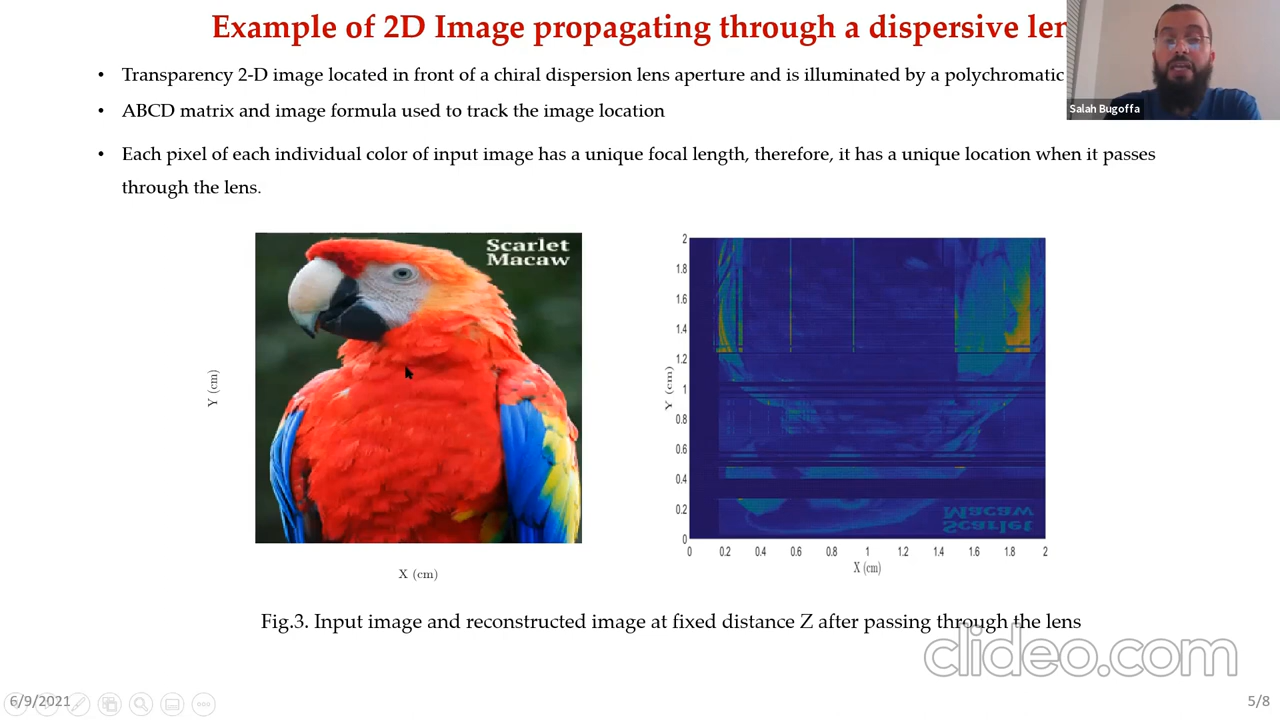 Example of 2D Image propagating through a dispersive len
Salah Bugoffa
• Transparency 2-D image located in front of a chiral dispersion lens aperture and is illuminated by a polychromatic
• ABCD matrix and image formula used to track the image location
• Each pixel of each individual color of input image has a unique focal length, therefore, it has a unique location when it passes
through the lens.
Scarlet
Macaw
Y (cm)
X (cm)
2
1.8
1.6
1.4
1.2
1
0.8
0.6
0.4
0.2
0
Y (cm)
Macaw
Scarlet
0 0.2 0.4 0.6 0.8 1 1.2 1.4 1.6 1.8 2
X (cm)
Fig.3. Input image and reconstructed image at fixed distance Z after passing through the lens
clideo.com
6/9/2021
5/8